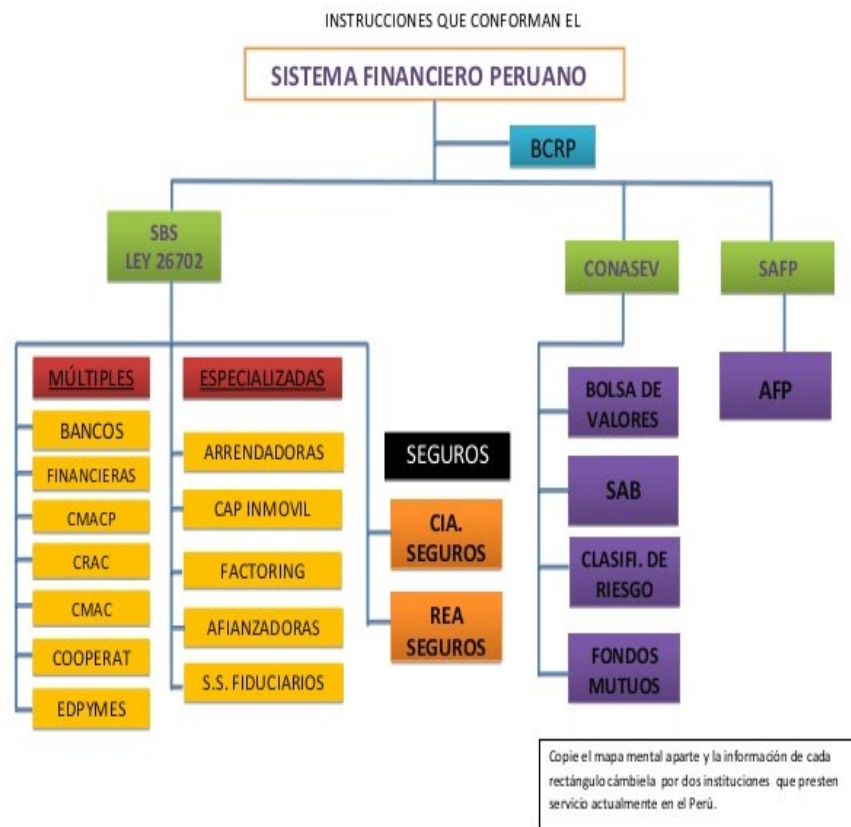 INSTRUCCIONES QUE CONFORMAN EL
SISTEMA FINANCIERO PERUANO
BCRP
SBS
LEY 26702
CONASEV
SAFP
MÚLTIPLES
BANCOS
FINANCIERAS
CMACP
CRAC
CMAC
COOPERAT
EDPYMES
ESPECIALIZADAS
ARRENDADORAS
CAP INMOVIL
FACTORING
AFIANZADORAS
S.S. FIDUCIARIOS
SEGUROS
CIA.
SEGUROS
REA
SEGUROS
BOLSA DE
VALORES
SAB
CLASIFI. DE
RIESGO
FONDOS
MUTUOS
AFP
Copie el mapa mental aparte y la información de cada
rectángulo cámbiela por dos instituciones que presten
servicio actualmente en el Perú.